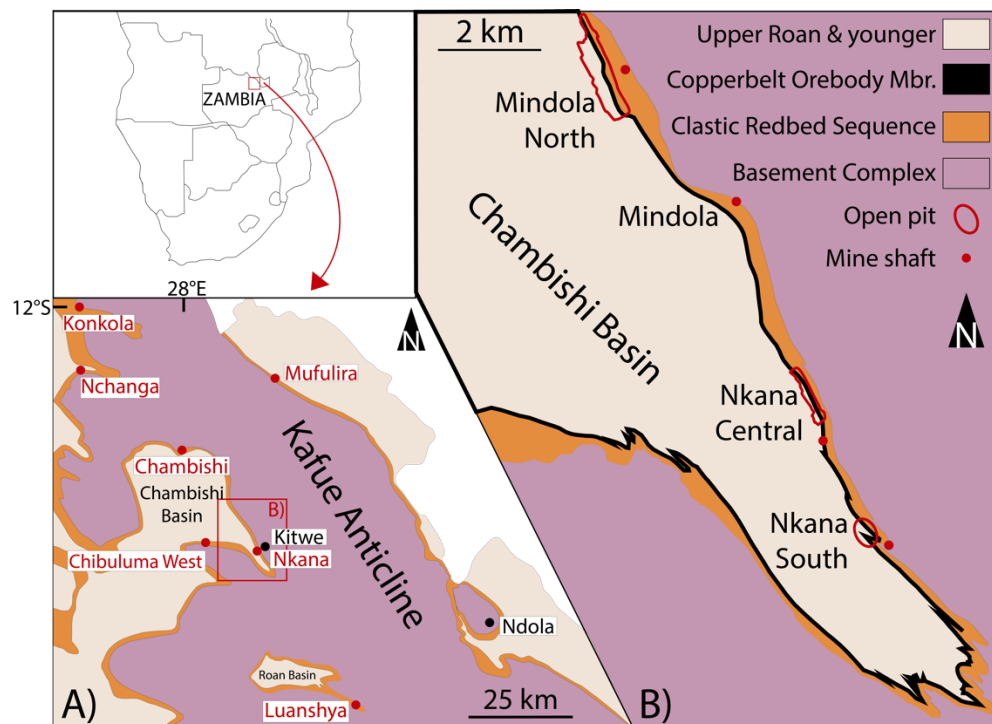 ZAMBIA
28°E
12°S
Konkola
Nchanga
Mufulira
N
Chambishi
Chambishi
Basin
Kafue Anticline
B)
Kitwe
Nkana
Chibuluma West
Ndola
Roan Basin
Luanshya
A)
25 km
2 km
Mindola
North
Mindola
Chambishi Basin
Nkana
Central
Nkana
South
B)
Upper Roan & younger
Copperbelt Orebody Mbr.
Clastic Redbed Sequence
Basement Complex
Open pit
Mine shaft
N